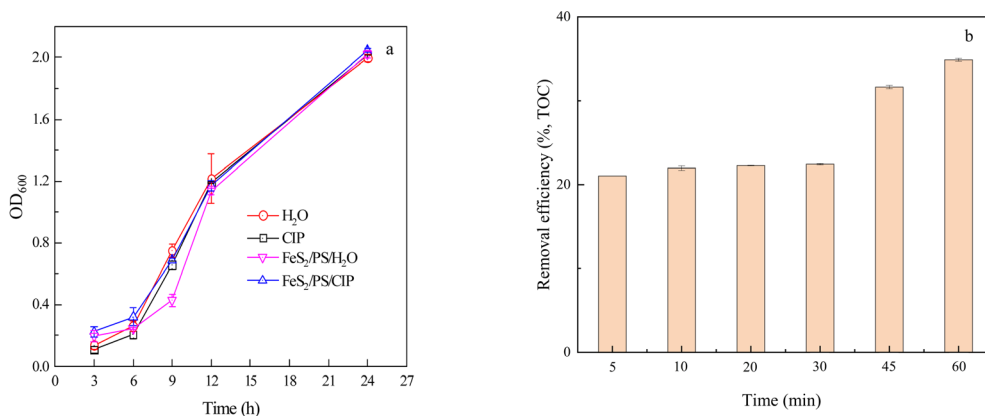 a
2.0
1.6
1.2
0.8
0.4
0.0
OD600
H2O
CIP
FeS2/PS/H2O
FeS2/PS/CIP
0 3 6 9 12 15 18 21 24 27
Time (h)
b
40
20
0
Removal efficiency (%, TOC)
5 10 20 30 45 60
Time (min)